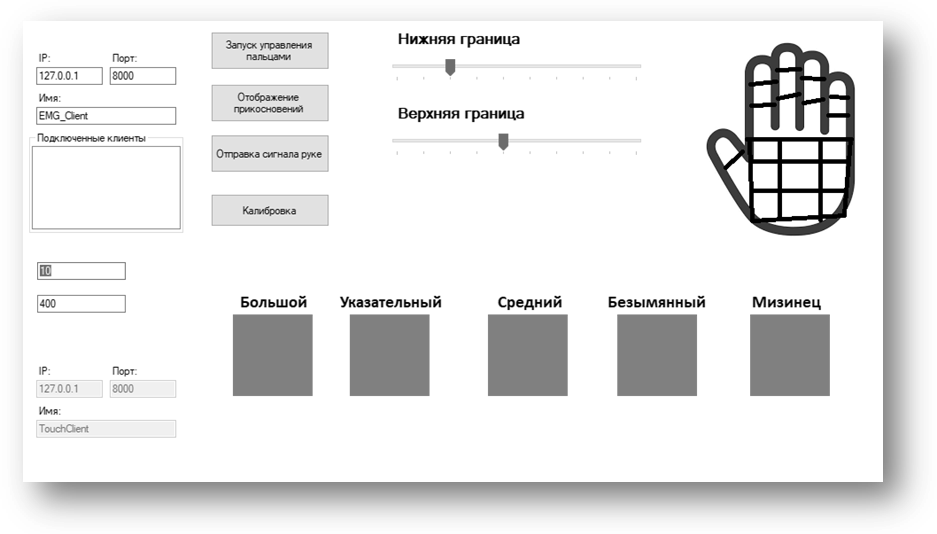 IP:
Порт:
127.0.0.1
8000
Имя:
EMG_Client
Подключенные клиенты
10
400
IP:
Порт:
127.0.0.1
8000
Имя:
TouchClient
Запуск управления
пальцами
Отображение
прикосновений
Отправка сигнала руке
Калибровка
Нижняя граница
Верхняя граница
Большой
Указательный
Средний
Безымянный
Мизинец